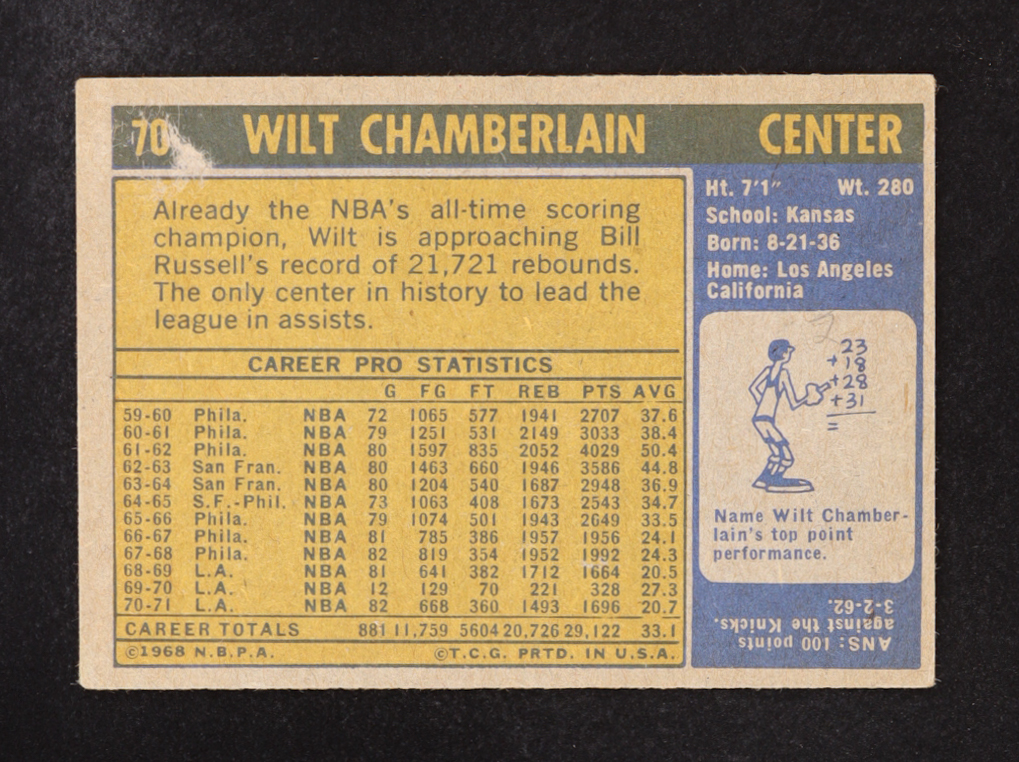 70 WILT CHAMBERLAIN CENTER
Already the NBA's all-time scoring
champion, Wilt is approaching Bill
Russell's record of 21,721 rebounds.
The only center in history to lead the
league in assists.
CAREER PRO STATISTICS
G FG FT REB PTS AVG
59-60 Phila. NBA 72 1065 577 1941 2707 37.6
60-61 Phila. NBA 79 1251 531 2149 3033 38.4
61-62 Phila. NBA 80 1597 835 2052 4029 50.4
62-63 San Fran. NBA 80 1463 660 1946 3586 44.8
63-64 San Fran. NBA 80 1204 540 1687 2948 36.9
64-65 S.F.-Phil. NBA 73 1063 408 1673 2543 34.7
65-66 Phila. NBA 79 1074 501 1943 2649 33.5
66-67 Phila. NBA 81 785 386 1957 1956 24.1
67-68 Phila. NBA 82 819 354 1952 1992 24.3
68-69 L.A. NBA 81 641 382 1712 1664 20.5
69-70 L.A. NBA 12 129 70 221 328 27.3
70-71 L.A. NBA 82 668 360 1493 1696 20.7
CAREER TOTALS 881 11,759 5604 20,726 29,122 33.1
©1968 N.B.P.A. ©T.C.G. PRTD. IN U.S.A.
Ht. 7'1" Wt. 280
School: Kansas
Born: 8-21-36
Home: Los Angeles
California
2
23
+18
+28
+31
=
Name Wilt Chamber-
lain's top point
performance.
ANS: 100 points
against the Knicks.
3-2-62.